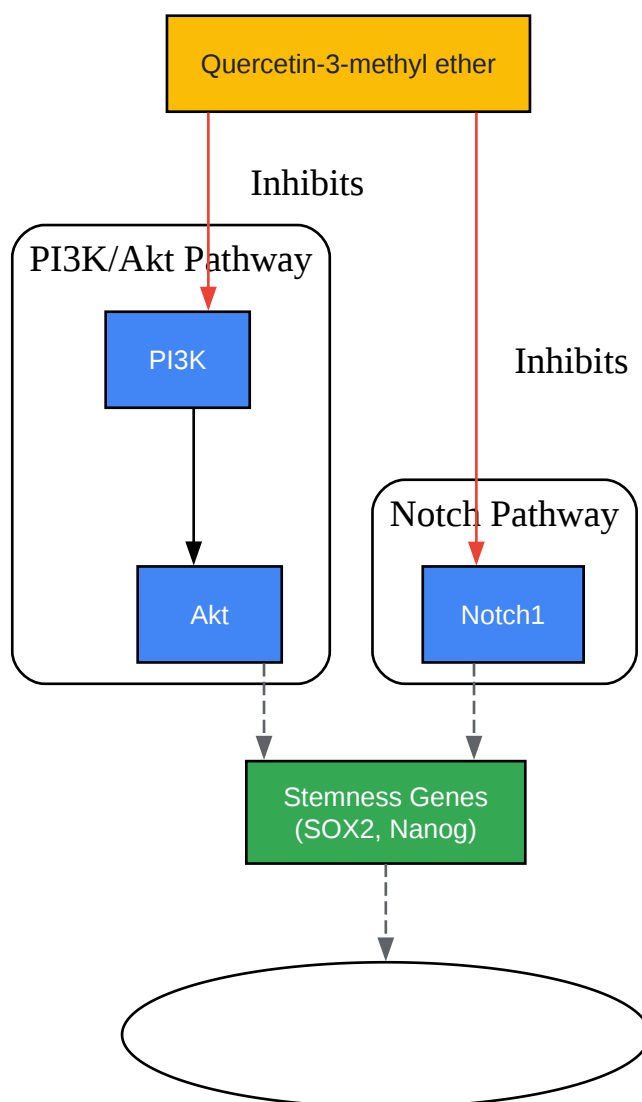 Quercetin-3-methyl ether
Inhibits
PI3K/Akt Pathway
PI3K
Inhibits
Notch Pathway
Akt
Notch1
Stemness Genes
(SOX2, Nanog)